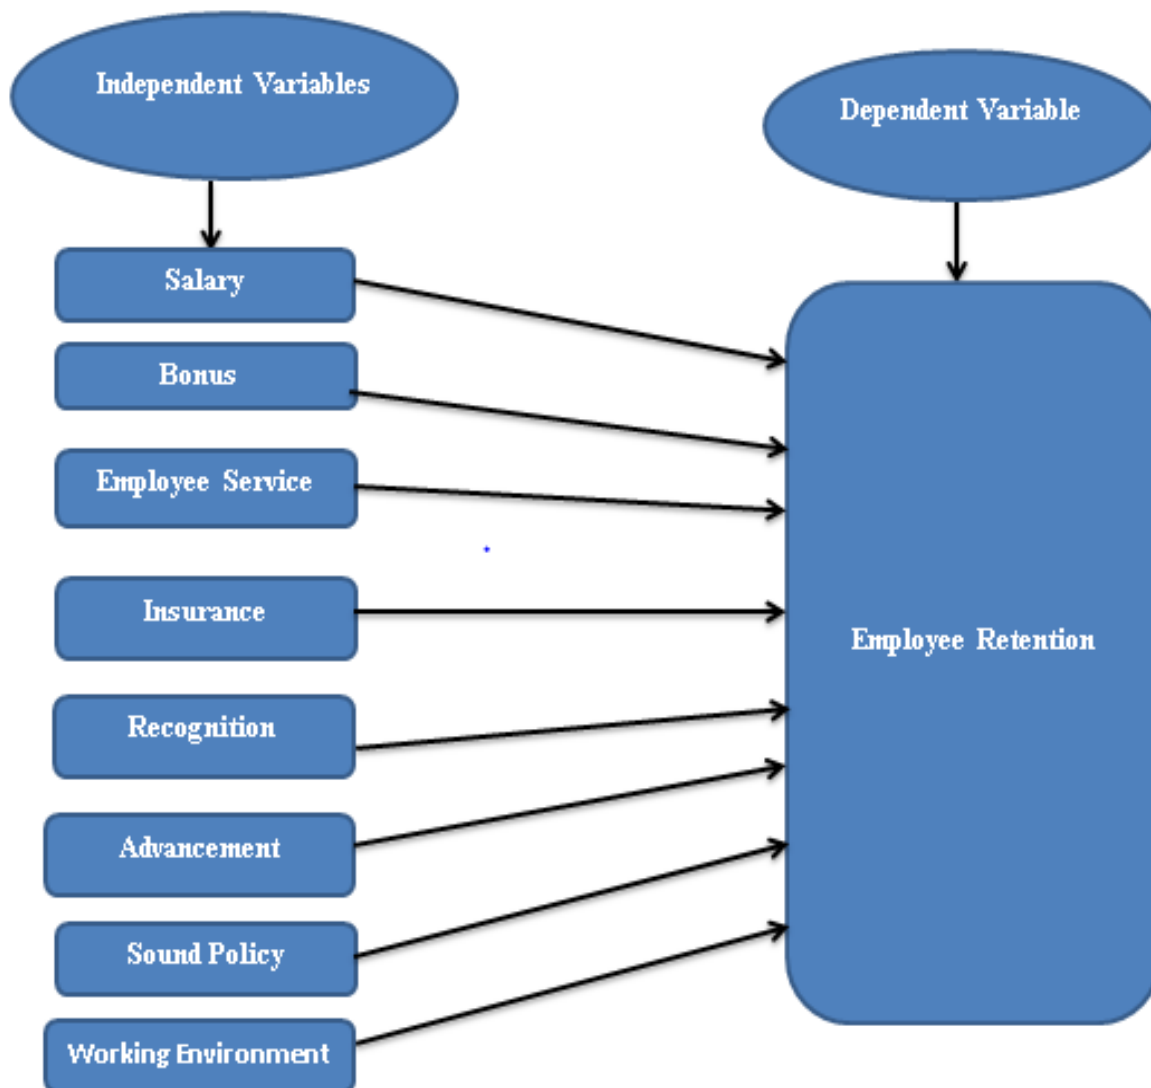 Independent Variables
Dependent Variable
Salary
Bonus
Employee Service
Insurance
Employee Retention
Recognition
Advancement
Sound Policy
Working Environment